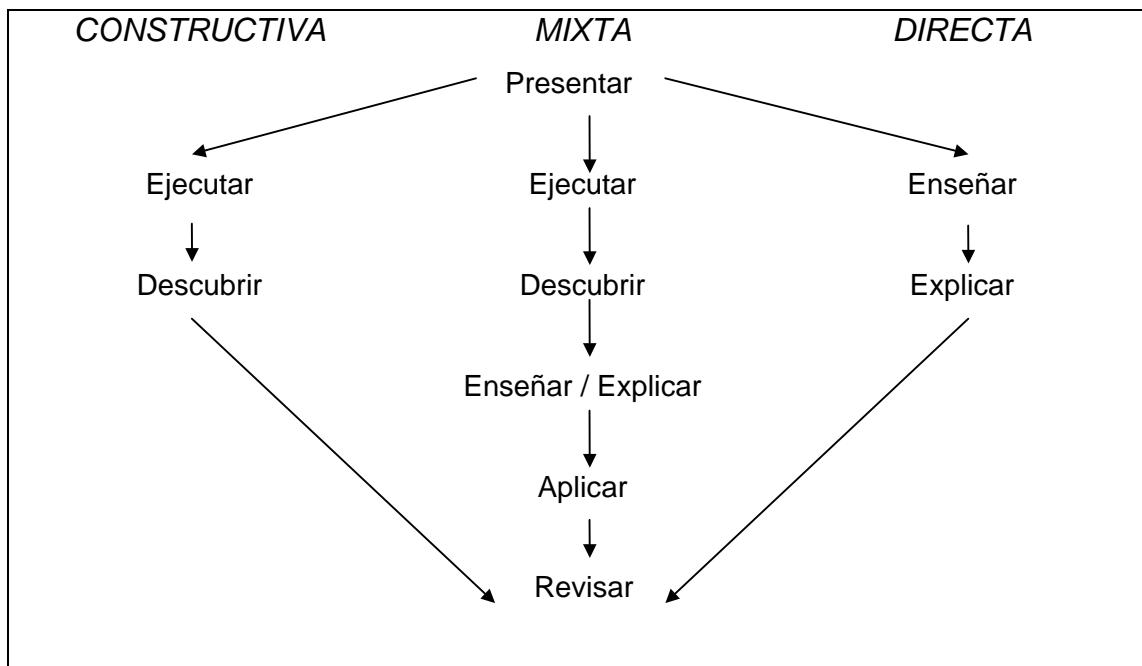 CONSTRUCTIVA MIXTA DIRECTA
Presentar
Ejecutar Ejecutar Enseñar
Descubrir Descubrir Explicar
Enseñar / Explicar
Aplicar
Revisar